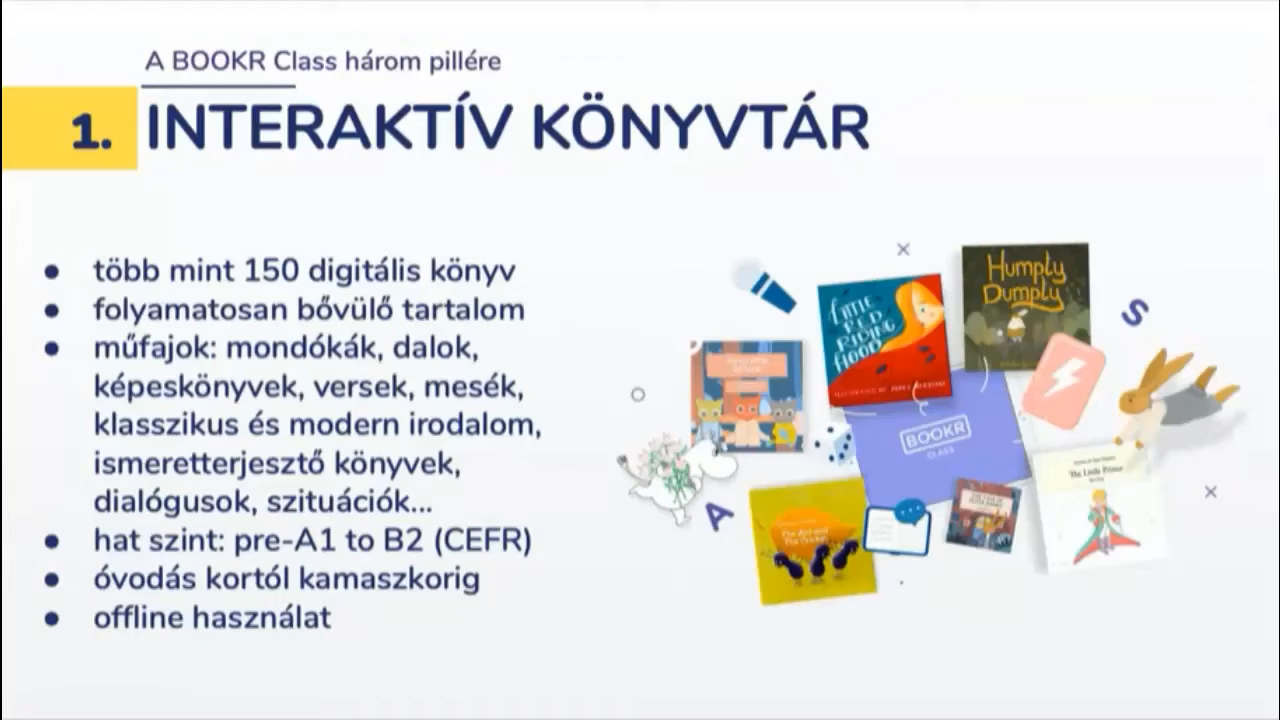 A BOOKR Class három pillére
1. INTERAKTÍV KÖNYVTÁR
● több mint 150 digitális könyv
● folyamatosan bővülő tartalom
● műfajok: mondókák, dalok,
képeskönyvek, versek, mesék,
klasszikus és modern irodalom,
ismeretterjesztő könyvek,
dialógusok, szituációk...
● hat szint: pre-A1 to B2 (CEFR)
● óvodás kortól kamaszkorig
● offline használat
LITTLE
RED
RIDING
HOOD
Humpty
Dumpty
S
BOOKR
CLASS
The Little Prince
A
The Ant and
The Cricket